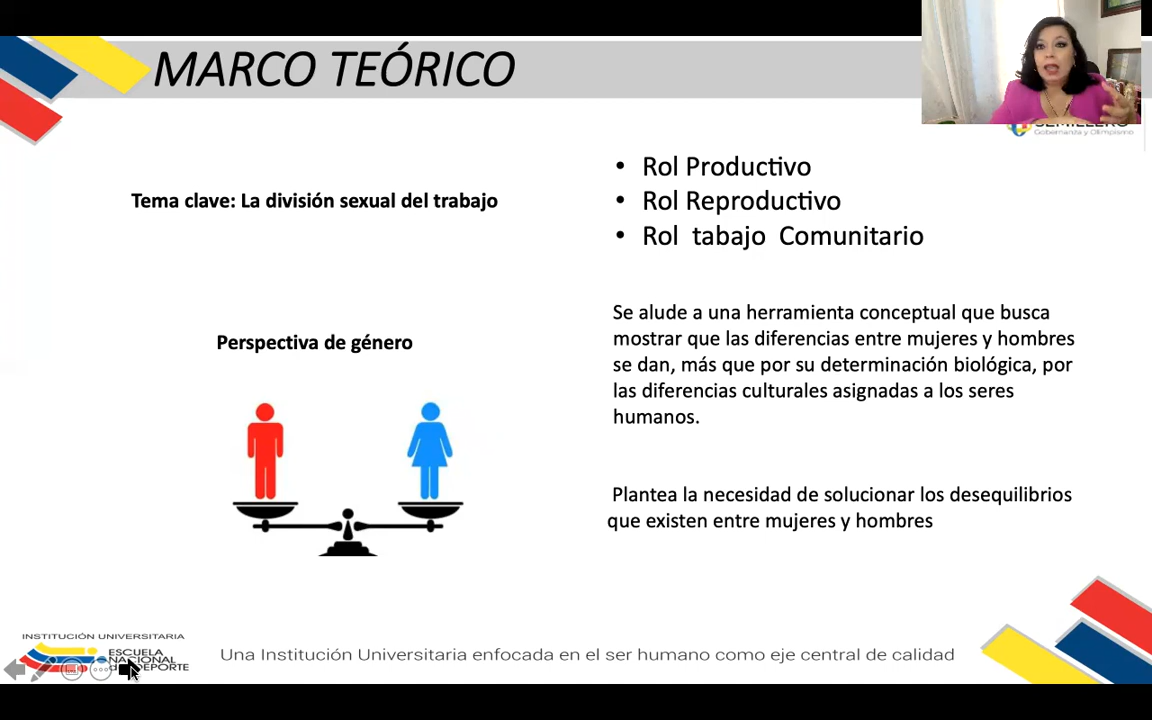 MARCO TEÓRICO
SEMILLERO
Gobernanza y Olimpismo
Tema clave: La división sexual del trabajo
• Rol Productivo
• Rol Reproductivo
• Rol tabajo Comunitario
Perspectiva de género
Se alude a una herramienta conceptual que busca
mostrar que las diferencias entre mujeres y hombres
se dan, más que por su determinación biológica, por
las diferencias culturales asignadas a los seres
humanos.
Plantea la necesidad de solucionar los desequilibrios
que existen entre mujeres y hombres
INSTITUCIÓN UNIVERSITARIA
ESCUELA
NACIONAL
del DEPORTE
Una Institución Universitaria enfocada en el ser humano como eje central de calidad